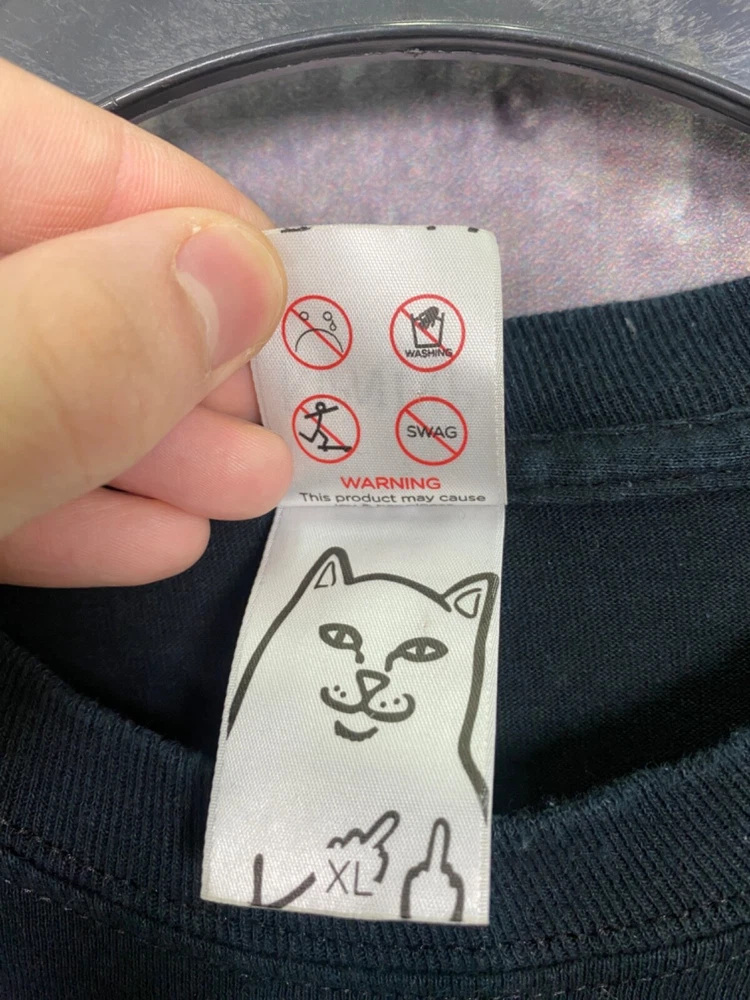 WASHING
SWAG
WARNING
This product may cause
XL